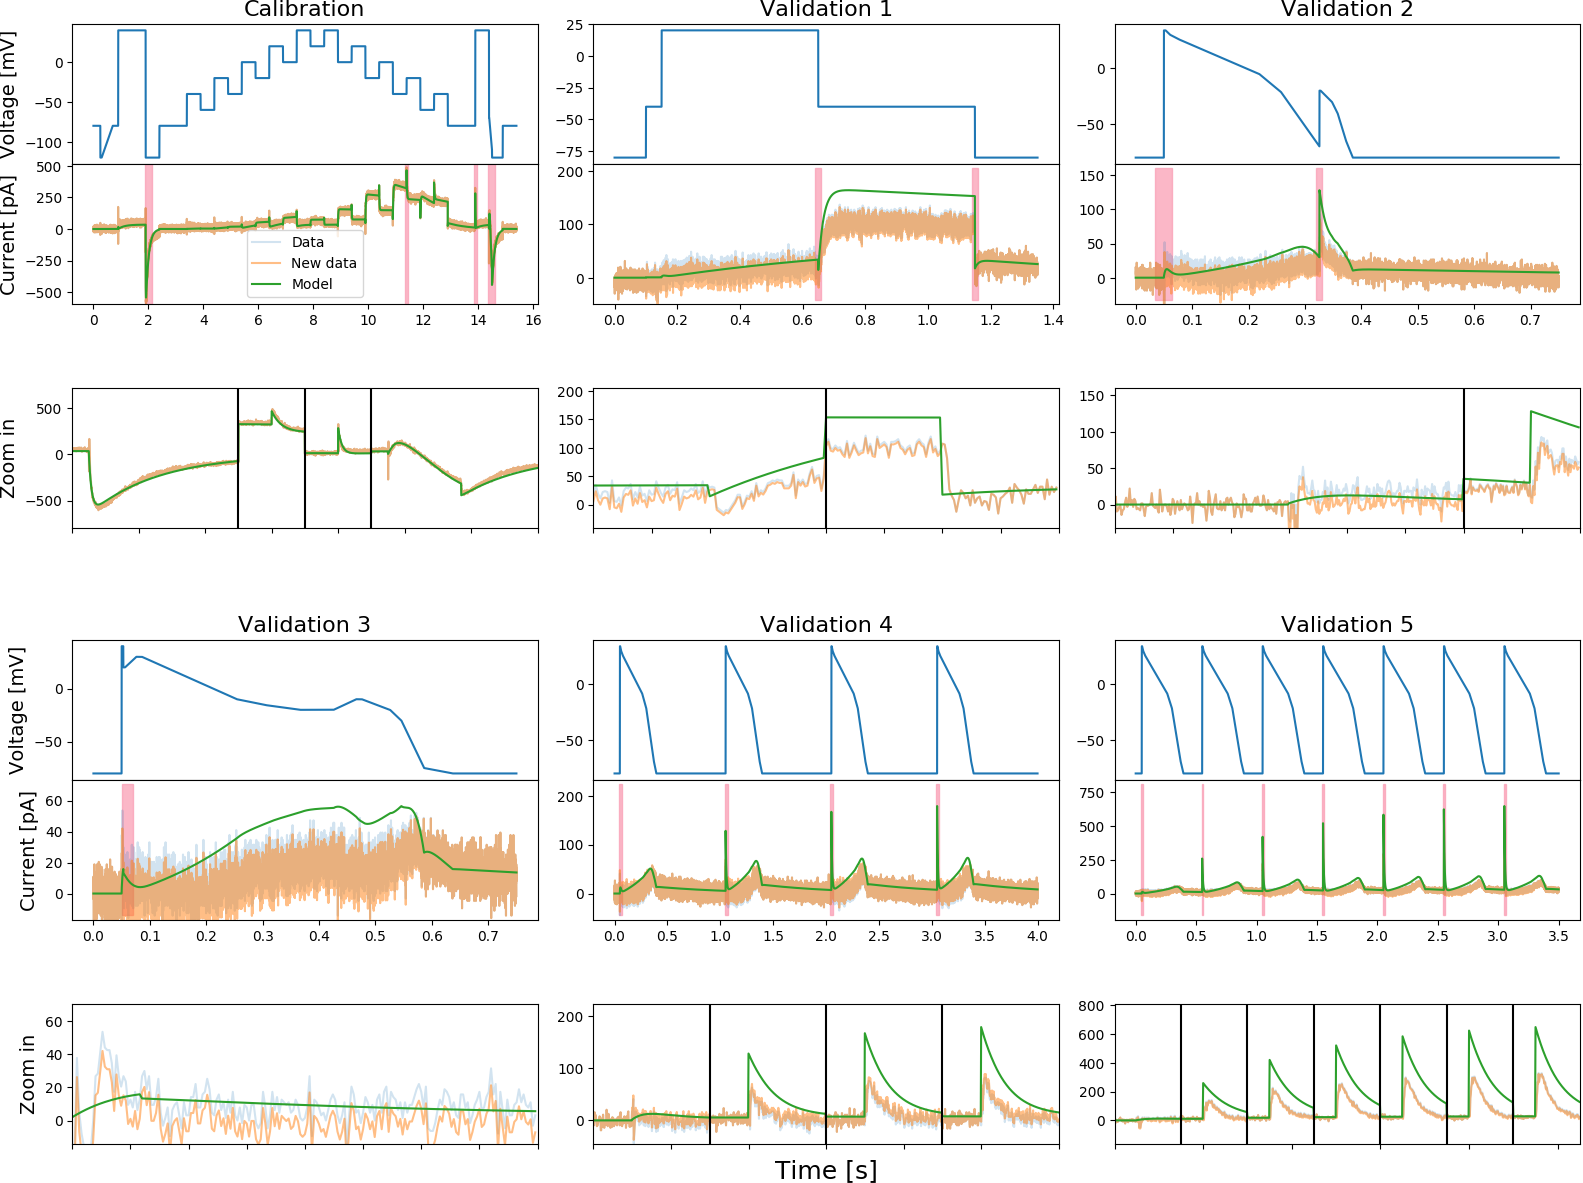 Calibration
Validation 1
Validation 2
Voltage [mV]
0
−50
−100
25
0
−25
−50
−75
0
−50
Current [pA]
500
250
0
−250
−500
Data
New data
Model
200
100
0
150
100
50
0
0 2 4 6 8 10 12 14 16
0.0 0.2 0.4 0.6 0.8 1.0 1.2 1.4
0.0 0.1 0.2 0.3 0.4 0.5 0.6 0.7
Zoom in
500
0
−500
200
150
100
50
0
150
100
50
0
Validation 3
Validation 4
Validation 5
Voltage [mV]
0
−50
0
−50
0
−50
Current [pA]
60
40
20
0
200
100
0
750
500
250
0
0.0 0.1 0.2 0.3 0.4 0.5 0.6 0.7
0.0 0.5 1.0 1.5 2.0 2.5 3.0 3.5 4.0
0.0 0.5 1.0 1.5 2.0 2.5 3.0 3.5
Zoom in
60
40
20
0
200
100
0
800
600
400
200
0
Time [s]